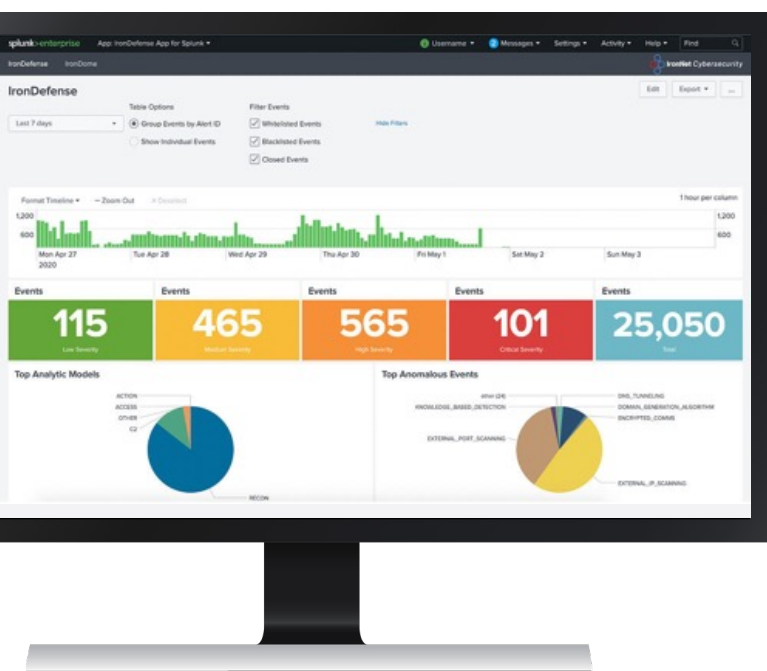 splunk>enterprise App: IronDefense App for Splunk Username 2 Messages Settings Activity Help Find
IronDefense IronDome IronNet Cybersecurity
IronDefense Edit Export ...
Table Options Filter Events
Last 7 days Group Events by Alert ID Whitelisted Events Hide Filters
Show Individual Events Blacklisted Events
Closed Events
Format Timeline − Zoom Out × Deselect 1 hour per column
1,200 1,200
600 600
Mon Apr 27 Tue Apr 28 Wed Apr 29 Thu Apr 30 Fri May 1 Sat May 2 Sun May 3
2020
Events Events Events Events Events
115 465 565 101 25,050
Low Severity Medium Severity High Severity Critical Severity Total
Top Analytic Models Top Anomalous Events
ACTION other (24) DNS_TUNNELING
ACCESS KNOWLEDGE_BASED_DETECTION DOMAIN_GENERATION_ALGORITHM
OTHER ENCRYPTED_COMMS
C2
EXTERNAL_PORT_SCANNING
EXTERNAL_IP_SCANNING
RECON